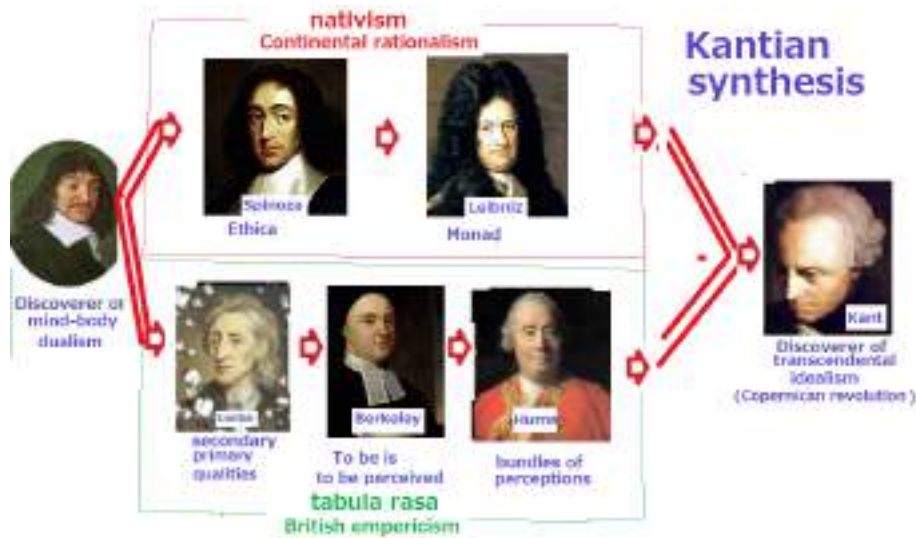 nativism
Continental rationalism
Kantian
synthesis
Spinoza
Ethica
Leibniz
Monad
Discoverer of
mind-body
dualism
Locke
secondary
primary
qualities
Berkeley
To be is
to be perceived
Hume
bundles of
perceptions
Kant
Discoverer of
transcendental
idealism
(Copernican revolution)
tabula rasa
British empericism